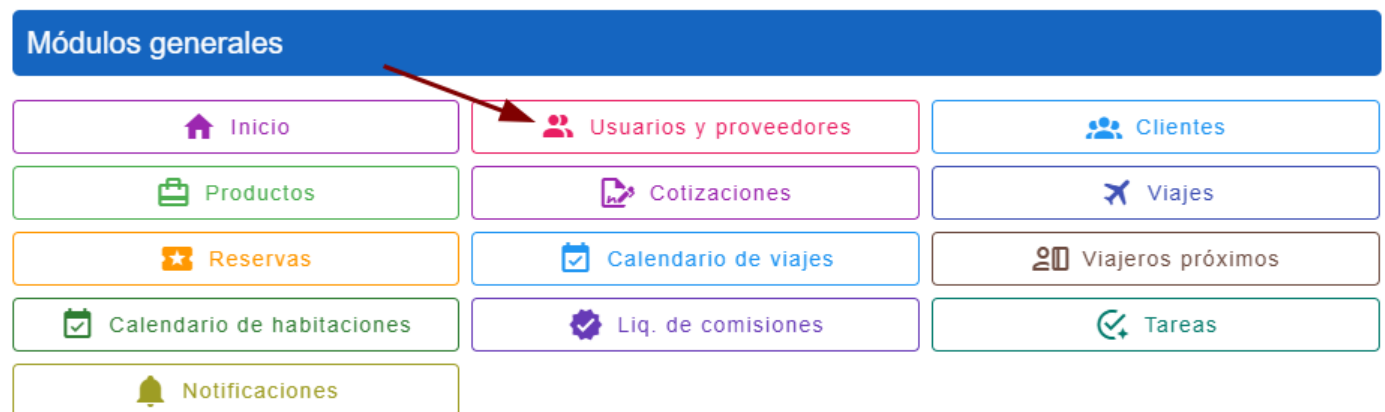 Módulos generales
Inicio
Usuarios y proveedores
Clientes
Productos
Cotizaciones
Viajes
Reservas
Calendario de viajes
Viajeros próximos
Calendario de habitaciones
Liq. de comisiones
Tareas
Notificaciones